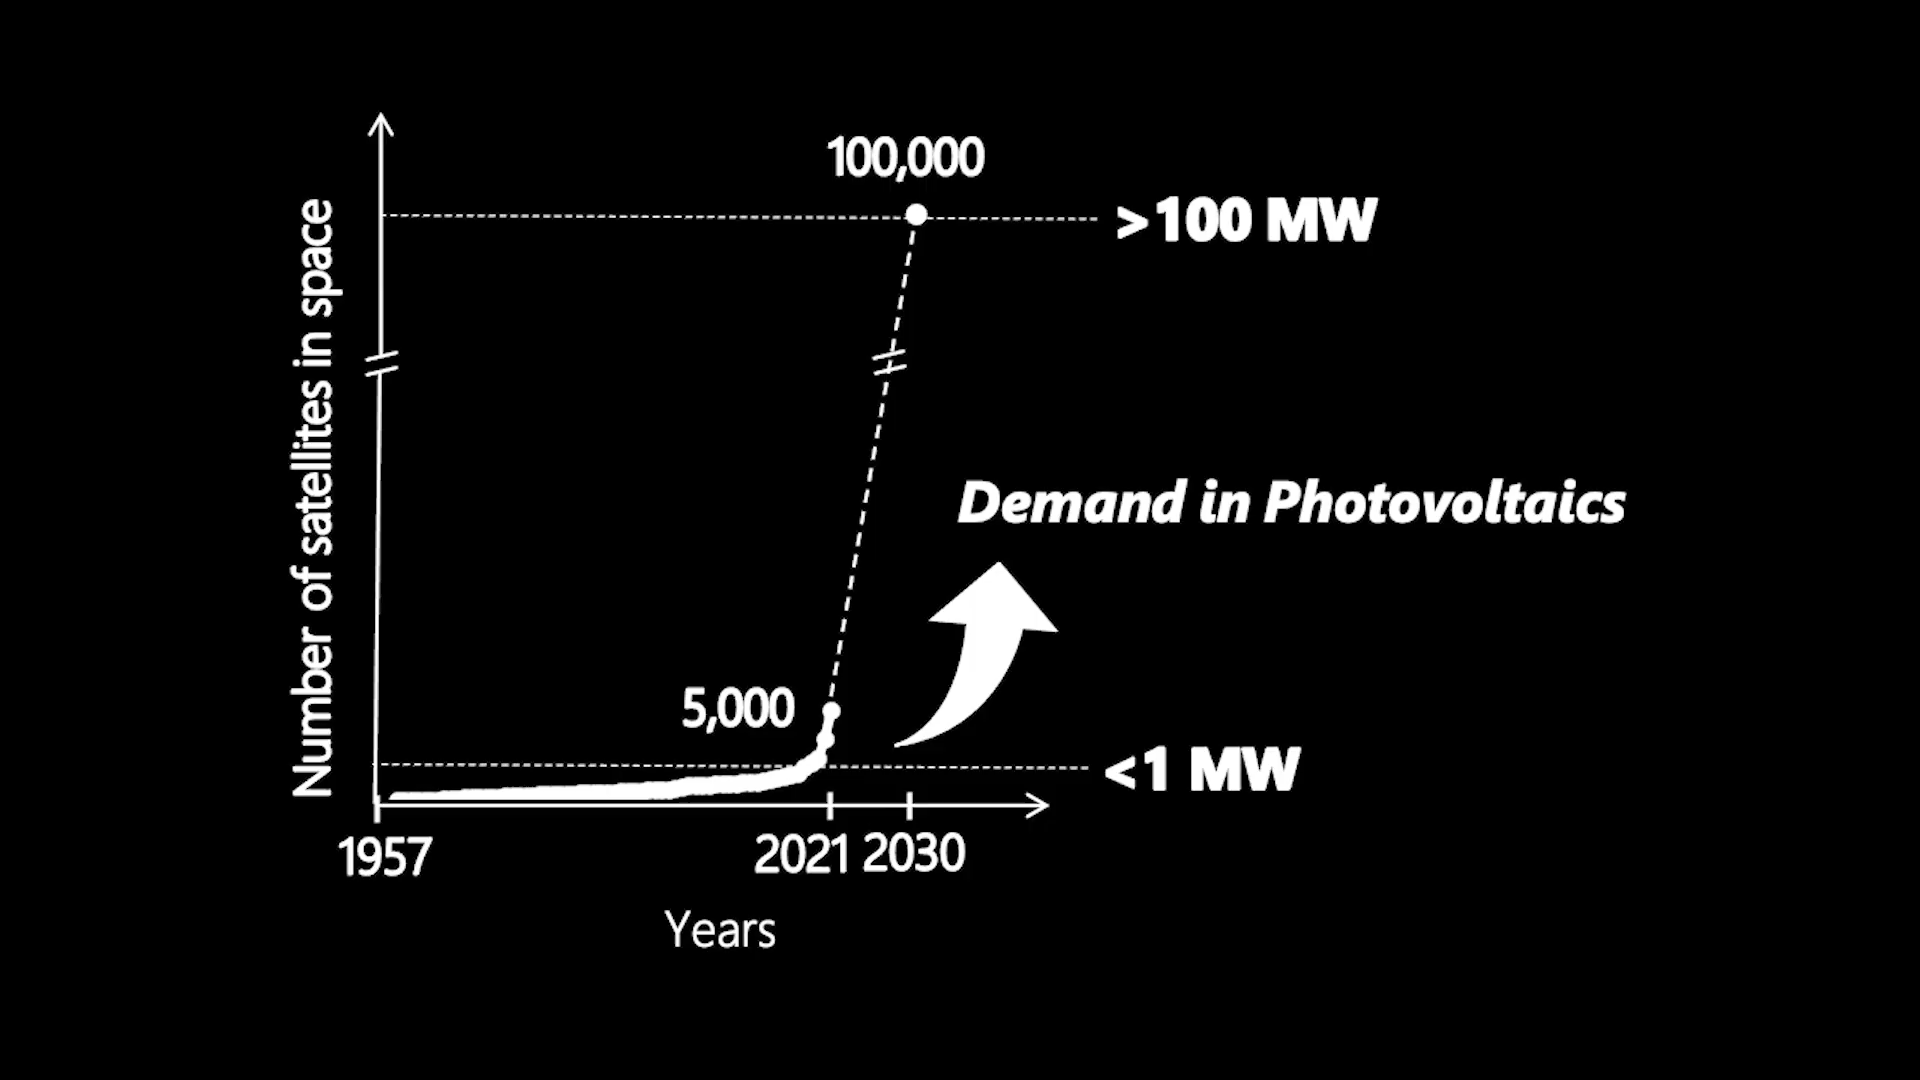 100,000
>100 MW
Number of satellites in space
Demand in Photovoltaics
5,000
<1 MW
1957
2021
2030
Years